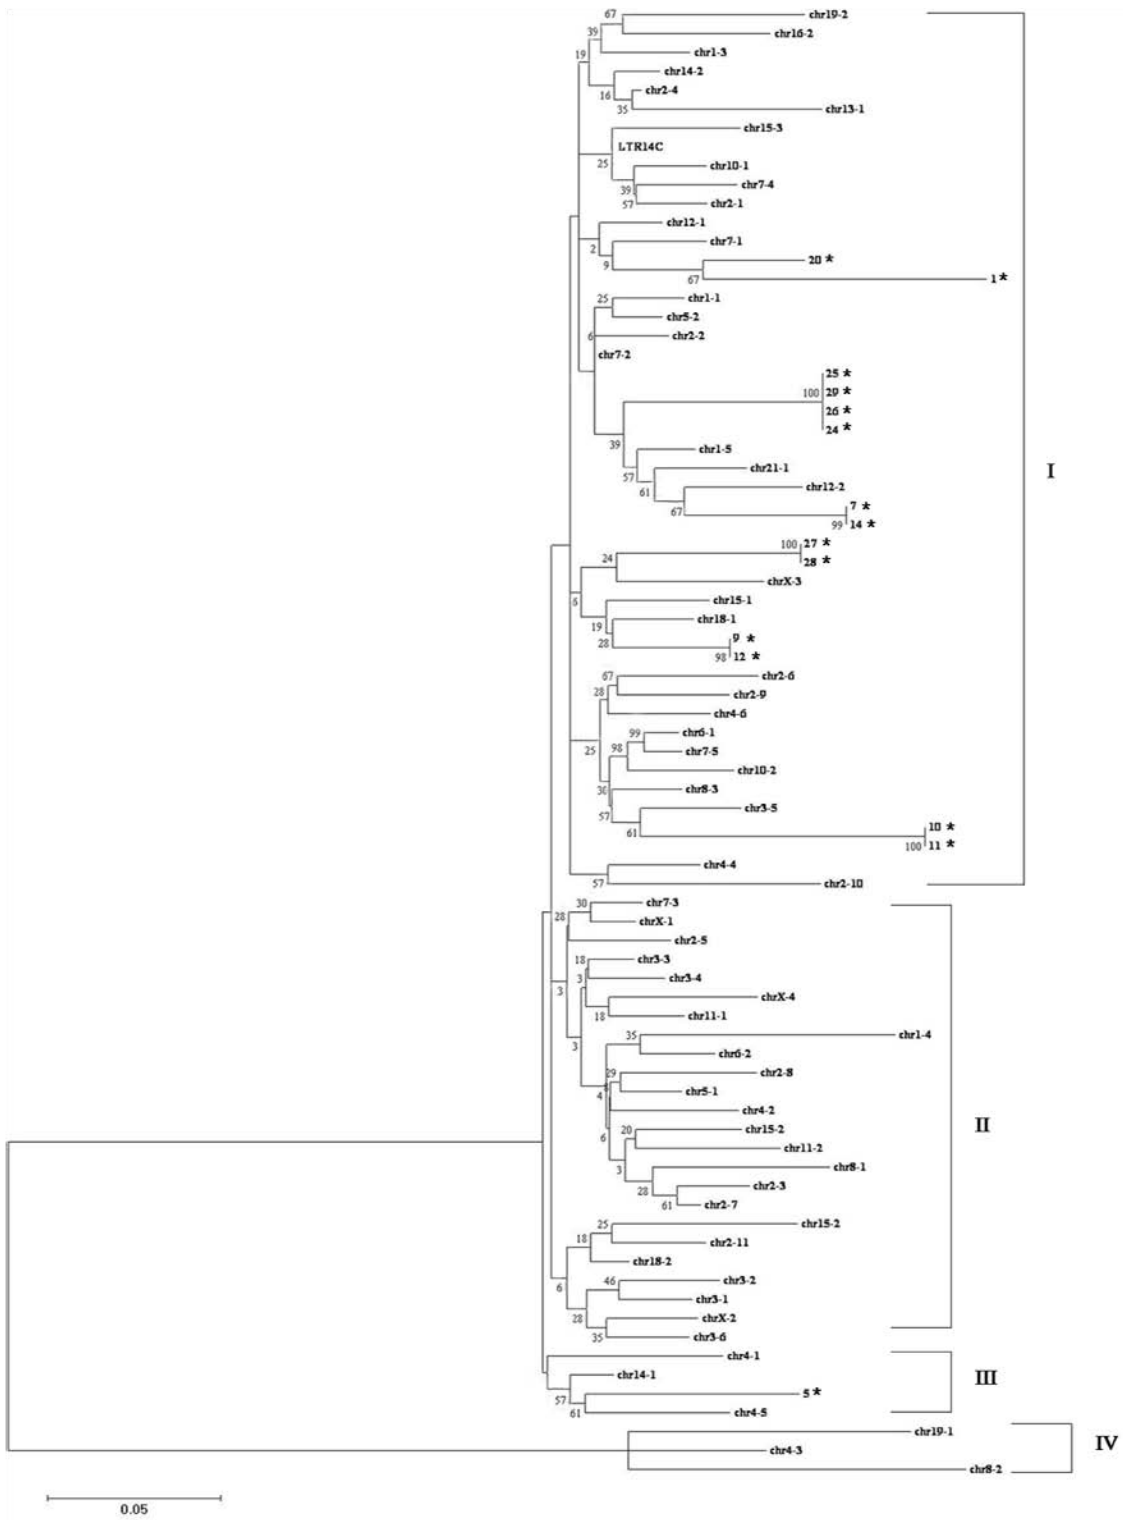 67 chr19-2
chr16-2
39
chr1-3
19
chr14-2
chr2-4
16
35 chr13-1
chr15-3
LTR14C
25
chr10-1
chr7-4
39
57 chr2-1
chr12-1
chr7-1
2
20 *
9
67 1 *
25 chr1-1
chr5-2
6 chr2-2
chr7-2
25 *
100 29 *
26 *
24 *
39
chr1-5
57
chr21-1
61
chr12-2
67
7 *
99 14 *
100 27 *
24
28 *
chrX-3
6
chr15-1
19
chr18-1
28
9 *
98 12 *
67 chr2-6
28
chr2-9
chr4-6
25
99 chr6-1
98
chr7-5
chr10-2
30
chr8-3
57
chr3-5
61
10 *
100 11 *
chr4-4
57 chr2-10
I
30 chr7-3
28
chrX-1
chr2-5
3
18 chr3-3
3
chr3-4
chrX-4
18 chr11-1
3
35 chr1-4
chr6-2
29 chr2-8
4
chr5-1
chr4-2
6
20 chr15-2
chr11-2
3
chr8-1
28
chr2-3
61 chr2-7
25 chr15-2
18
chr2-11
chr18-2
6
46 chr3-2
chr3-1
28
chrX-2
35 chr3-6
II
chr4-1
chr14-1
57
5 *
61 chr4-5
III
chr19-1
chr4-3
chr8-2
IV
0.05